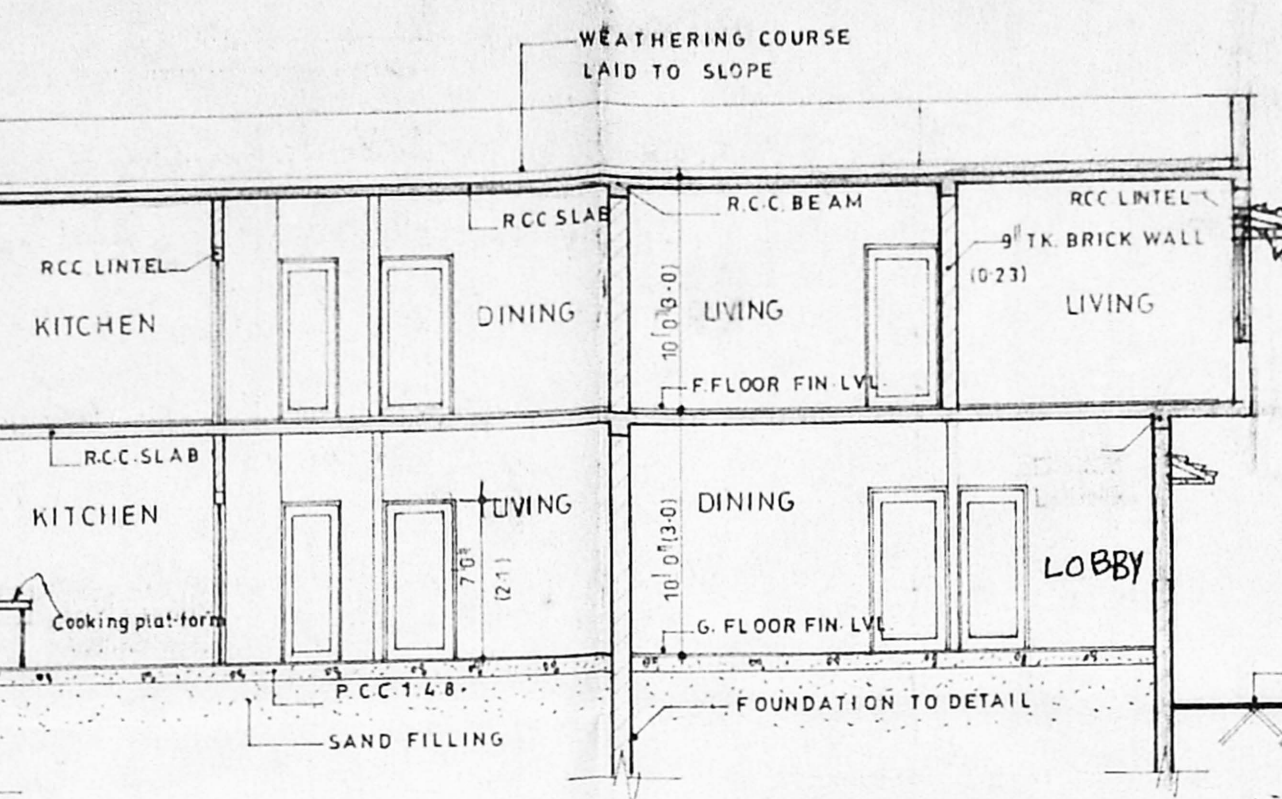 WEATHERING COURSE
LAID TO SLOPE
RCC SLAB
R.C.C. BEAM
RCC LINTEL
9" TK. BRICK WALL
(0.23)
RCC LINTEL
KITCHEN
DINING
LIVING
LIVING
10' 0" (3.0)
F.FLOOR FIN. LVL.
R.C.C. SLAB
KITCHEN
LIVING
DINING
7'0"
(2.1)
10' 0" (3.0)
LOBBY
Cooking plat-form
G. FLOOR FIN. LVL.
P.C.C 1:4:8.
FOUNDATION TO DETAIL
SAND FILLING